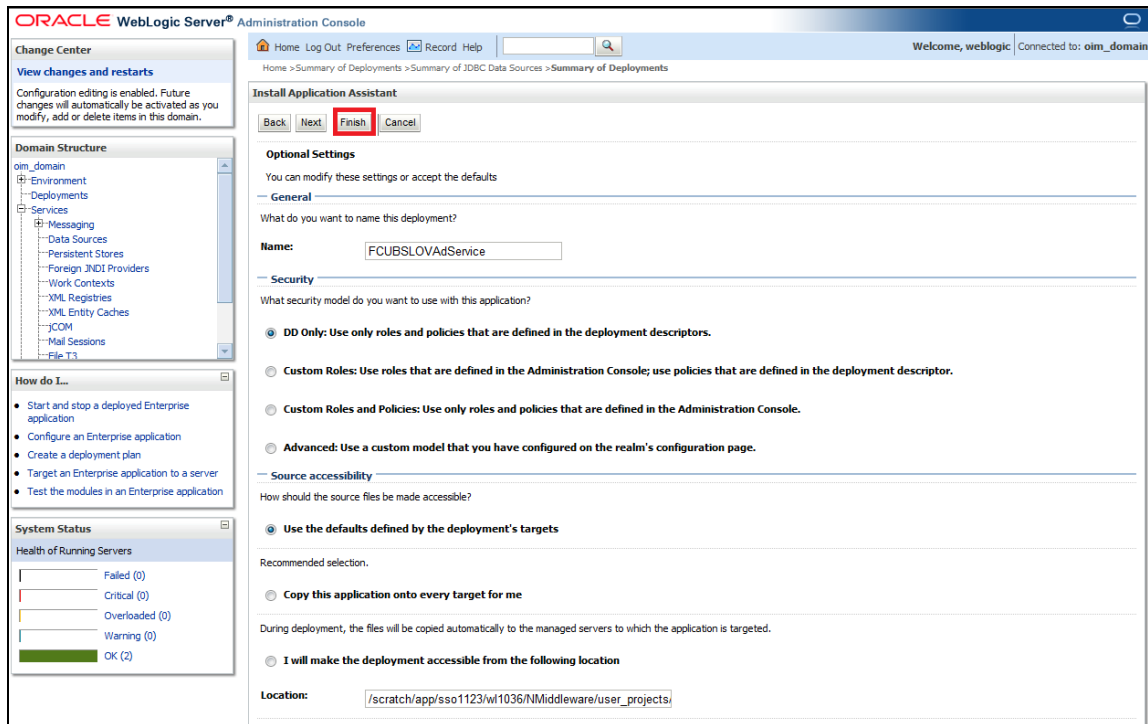 ORACLE WebLogic Server® Administration Console
Change Center
View changes and restarts
Configuration editing is enabled. Future
changes will automatically be activated as you
modify, add or delete items in this domain.
Domain Structure
oim_domain
Environment
Deployments
Services
Messaging
Data Sources
Persistent Stores
Foreign JNDI Providers
Work Contexts
XML Registries
XML Entity Caches
jCOM
Mail Sessions
File T3
How do I...
Start and stop a deployed Enterprise
application
Configure an Enterprise application
Create a deployment plan
Target an Enterprise application to a server
Test the modules in an Enterprise application
System Status
Health of Running Servers
Failed (0)
Critical (0)
Overloaded (0)
Warning (0)
OK (2)
Home Log Out Preferences Record Help
Welcome, weblogic Connected to: oim_domain
Home >Summary of Deployments >Summary of JDBC Data Sources >Summary of Deployments
Install Application Assistant
Back Next Finish Cancel
Optional Settings
You can modify these settings or accept the defaults
General
What do you want to name this deployment?
Name: FCUBSLOVAdService
Security
What security model do you want to use with this application?
DD Only: Use only roles and policies that are defined in the deployment descriptors.
Custom Roles: Use roles that are defined in the Administration Console; use policies that are defined in the deployment descriptor.
Custom Roles and Policies: Use only roles and policies that are defined in the Administration Console.
Advanced: Use a custom model that you have configured on the realm's configuration page.
Source accessibility
How should the source files be made accessible?
Use the defaults defined by the deployment's targets
Recommended selection.
Copy this application onto every target for me
During deployment, the files will be copied automatically to the managed servers to which the application is targeted.
I will make the deployment accessible from the following location
Location: /scratch/app/sso1123/wl1036/NMiddleware/user_projects/